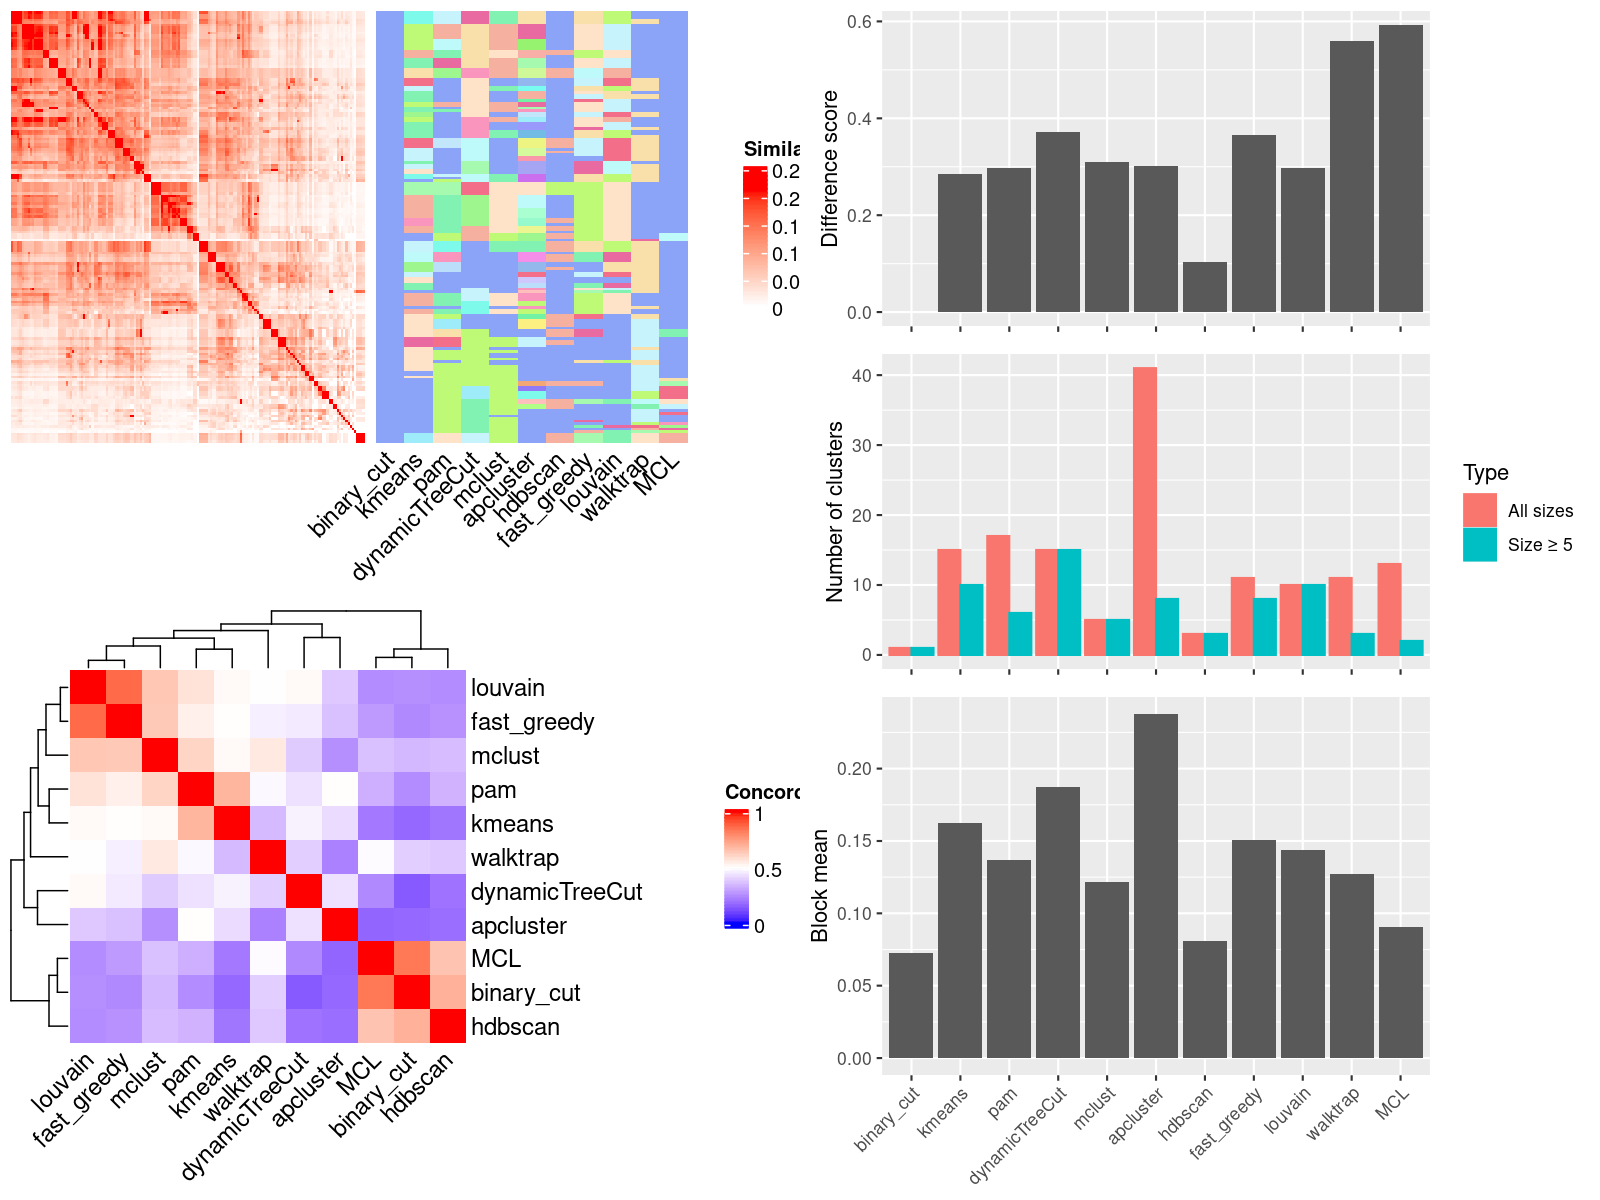 Simila
0.2
0.2
0.1
0.1
0.0
0
binary_cut
kmeans
pam
dynamicTreeCut
mclust
apcluster
hdbscan
fast_greedy
louvain
walktrap
MCL
louvain
fast_greedy
mclust
pam
kmeans
walktrap
dynamicTreeCut
apcluster
MCL
binary_cut
hdbscan
louvain
fast_greedy
mclust
pam
kmeans
walktrap
dynamicTreeCut
apcluster
MCL
binary_cut
hdbscan
Concord
1
0.5
0
Difference score
0.6
0.4
0.2
0.0
Number of clusters
40
30
20
10
0
Type
All sizes
Size ≥ 5
Block mean
0.20
0.15
0.10
0.05
0.00
binary_cut
kmeans
pam
dynamicTreeCut
mclust
apcluster
hdbscan
fast_greedy
louvain
walktrap
MCL